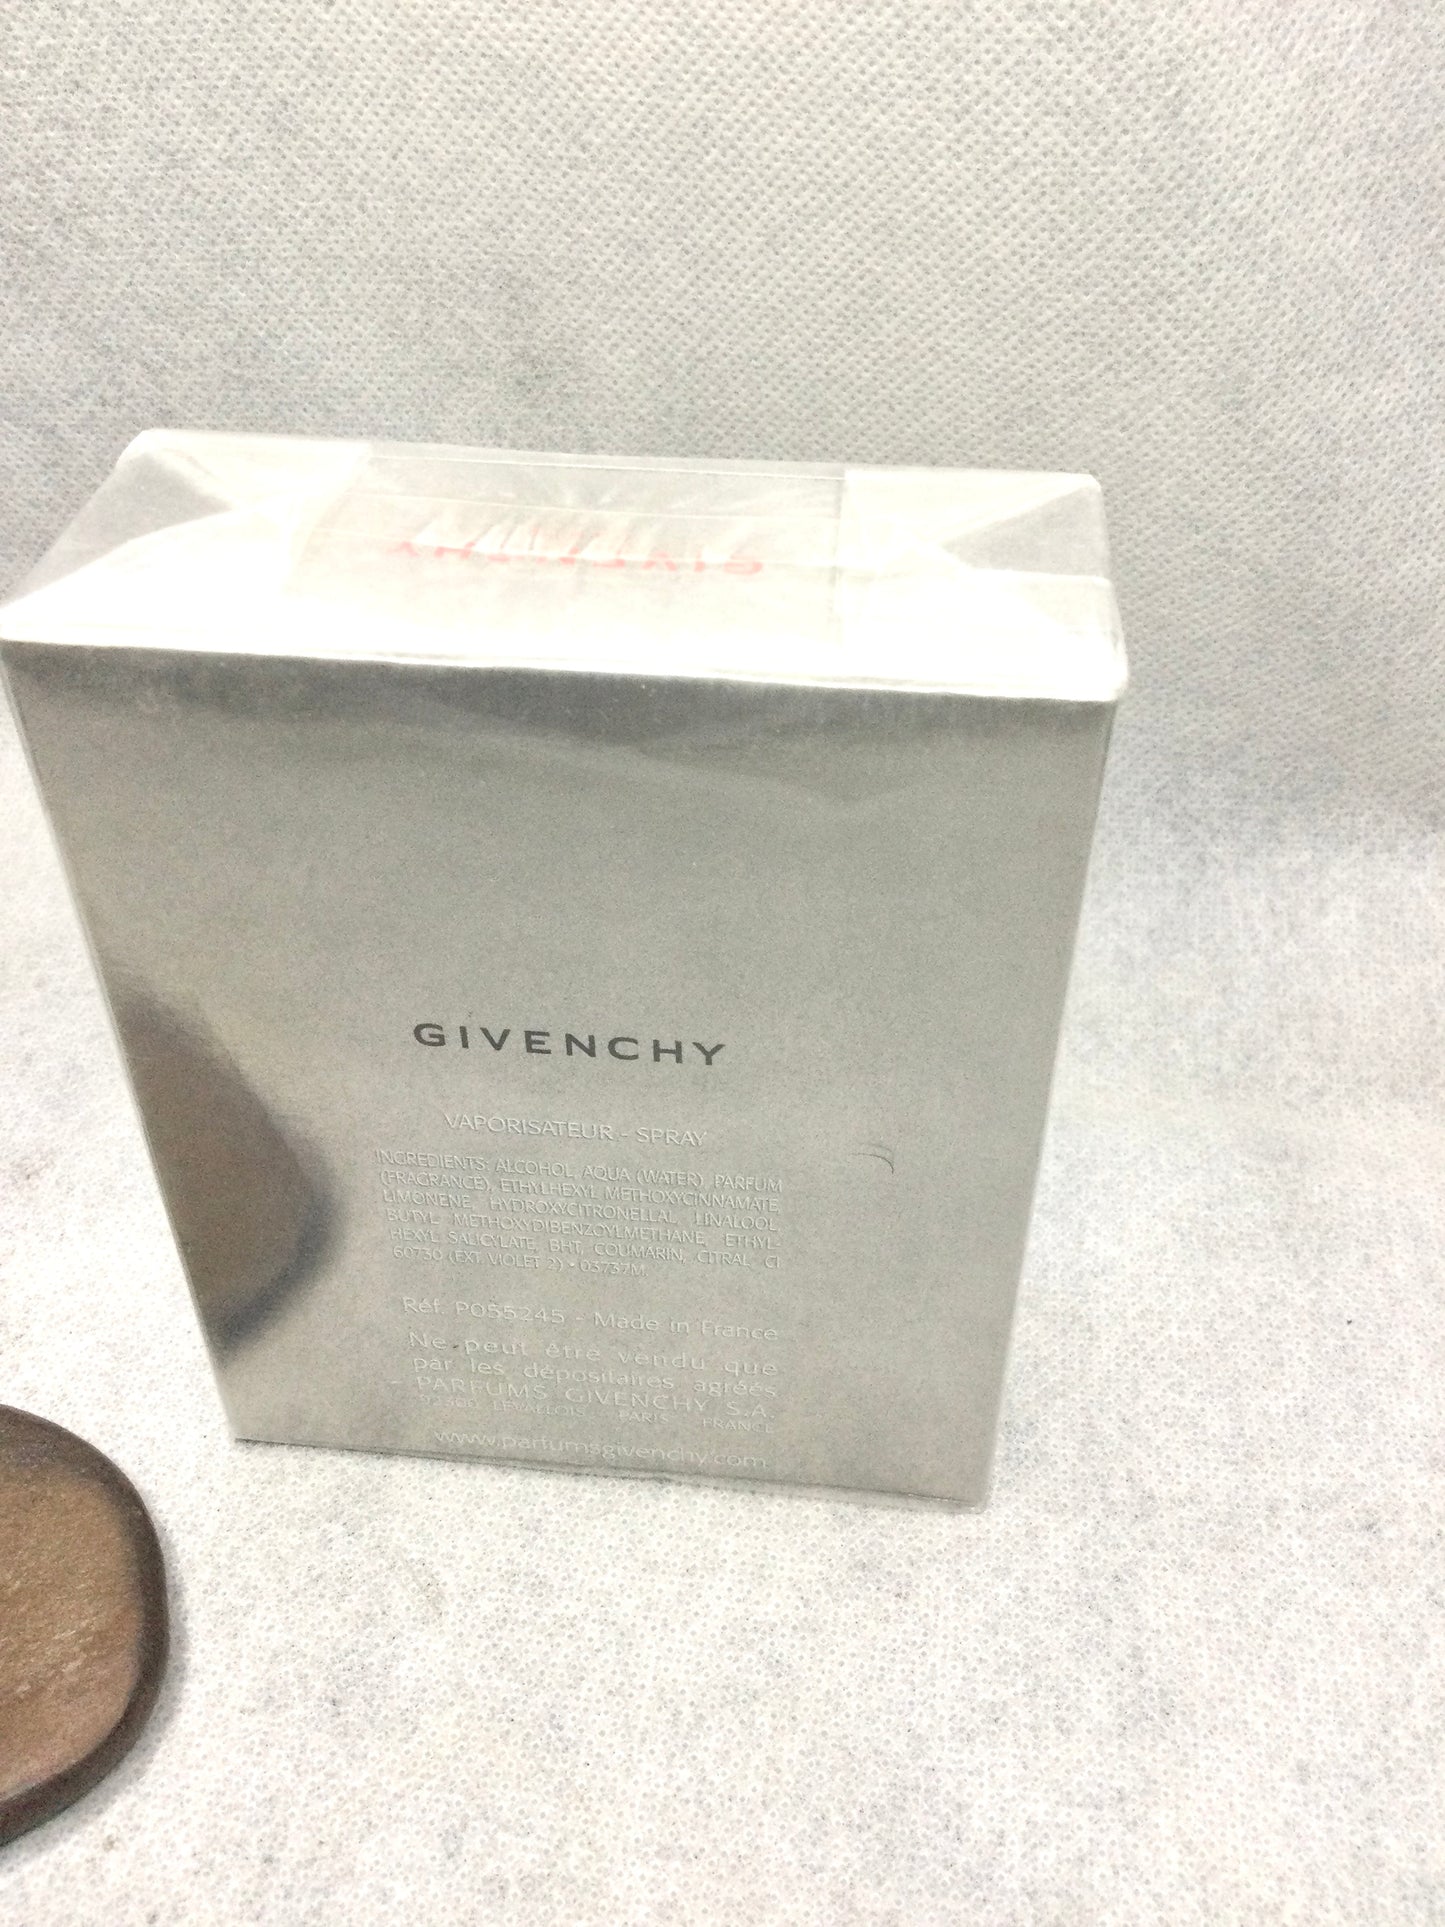 GIVENCHY
GIVENCHY
VAPORISATEUR - SPRAY
INGREDIENTS: ALCOHOL, AQUA (WATER), PARFUM
(FRAGRANCE), ETHYLHEXYL METHOXYCINNAMATE,
LIMONENE, HYDROXYCITRONELLAL, LINALOOL,
BUTYL METHOXYDIBENZOYLMETHANE, ETHYL-
HEXYL SALICYLATE, BHT, COUMARIN, CITRAL, CI
60730 (EXT. VIOLET 2) • 03737M.
Réf. P055245 - Made in France
Ne peut être vendu que
par les dépositaires agréés
- PARFUMS GIVENCHY S.A.
92300 LEVALLOIS PARIS FRANCE
www.parfumsgivenchy.com